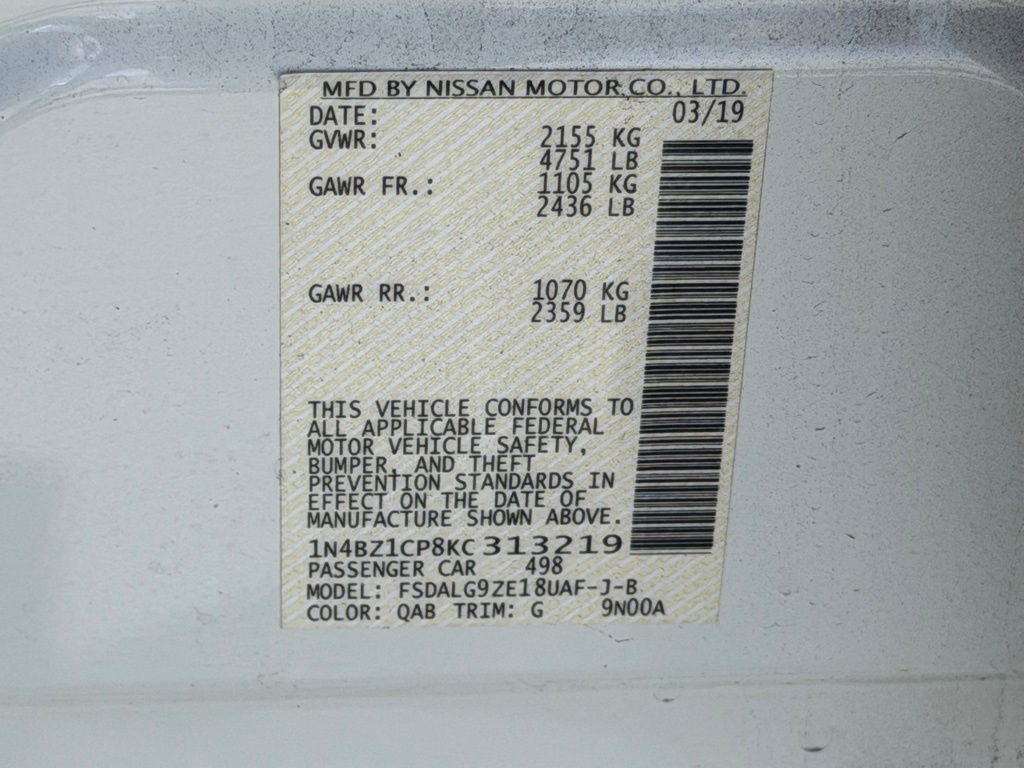 MFD BY NISSAN MOTOR CO., LTD.
DATE: 03/19
GVWR: 2155 KG
4751 LB
GAWR FR.: 1105 KG
2436 LB
GAWR RR.: 1070 KG
2359 LB
THIS VEHICLE CONFORMS TO
ALL APPLICABLE FEDERAL
MOTOR VEHICLE SAFETY,
BUMPER, AND THEFT
PREVENTION STANDARDS IN
EFFECT ON THE DATE OF
MANUFACTURE SHOWN ABOVE.
1N4BZ1CP8KC 313219
PASSENGER CAR 498
MODEL: FSDALG9ZE18UAF-J-B
COLOR: QAB TRIM: G 9N00A